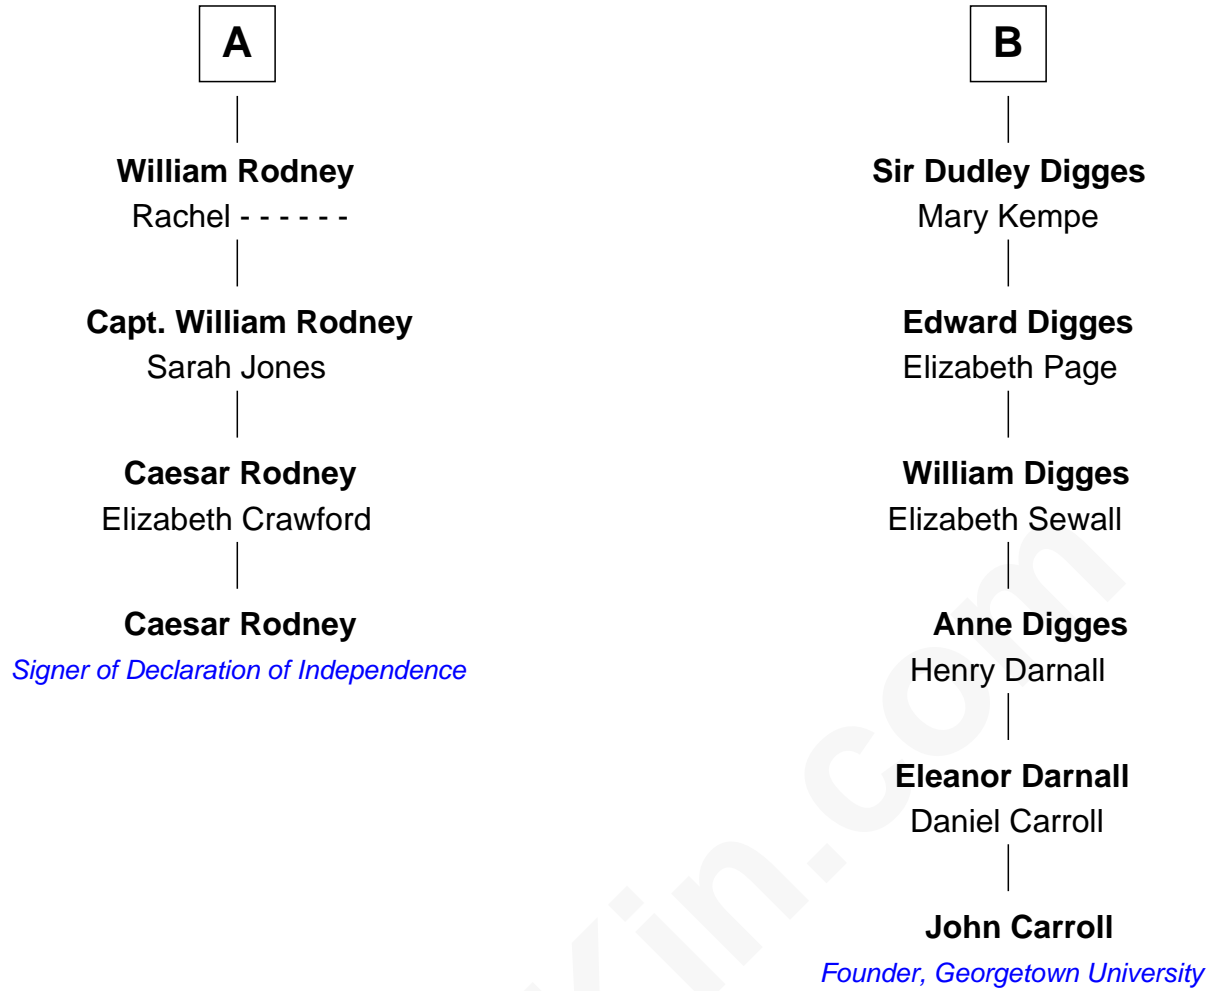 A
William Rodney
Rachel - - - - - -
Capt. William Rodney
Sarah Jones
Caesar Rodney
Elizabeth Crawford
Caesar Rodney
Signer of Declaration of Independence
B
Sir Dudley Digges
Mary Kempe
Edward Digges
Elizabeth Page
William Digges
Elizabeth Sewall
Anne Digges
Henry Darnall
Eleanor Darnall
Daniel Carroll
John Carroll
Founder, Georgetown University